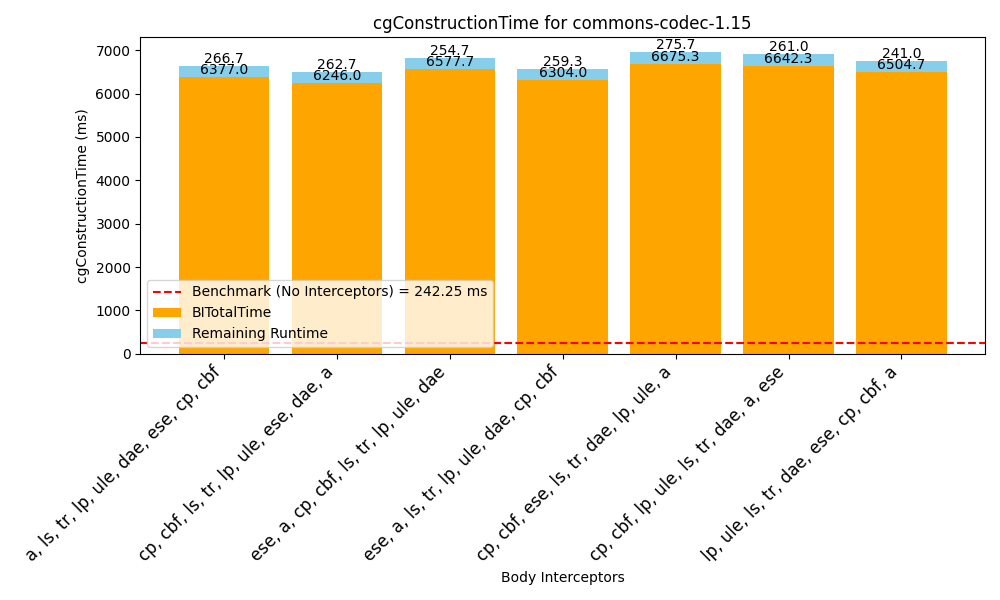 cgConstructionTime for commons-codec-1.15
cgConstructionTime (ms)
7000
6000
5000
4000
3000
2000
1000
0
266.7
6377.0
262.7
6246.0
254.7
6577.7
259.3
6304.0
275.7
6675.3
261.0
6642.3
241.0
6504.7
Benchmark (No Interceptors) = 242.25 ms
BITotalTime
Remaining Runtime
a, ls, tr, lp, ule, dae, ese, cp, cbf
cp, cbf, ls, tr, lp, ule, ese, dae, a
ese, a, cp, cbf, ls, tr, lp, ule, dae
ese, a, ls, tr, lp, ule, dae, cp, cbf
cp, cbf, ese, ls, tr, dae, lp, ule, a
cp, cbf, lp, ule, ls, tr, dae, a, ese
lp, ule, ls, tr, dae, ese, cp, cbf, a
Body Interceptors